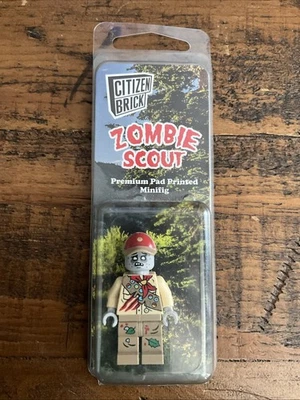 CITIZEN
BRICK
ZOMBIE
SCOUT
Premium Pad Printed
Minifig